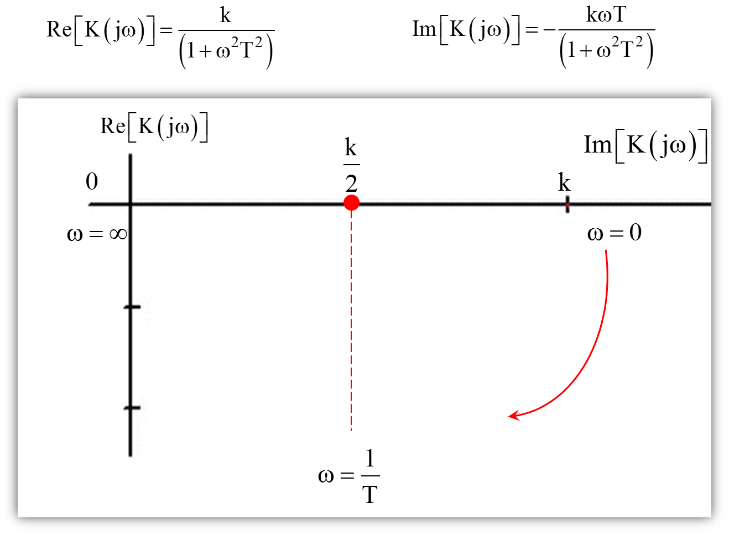 Re[K(jω)]=k/(1+ω²T²)
Im[K(jω)]=-kωT/(1+ω²T²)
Re[K(jω)]
Im[K(jω)]
0
k/2
k
ω=∞
ω=0
ω=1/T